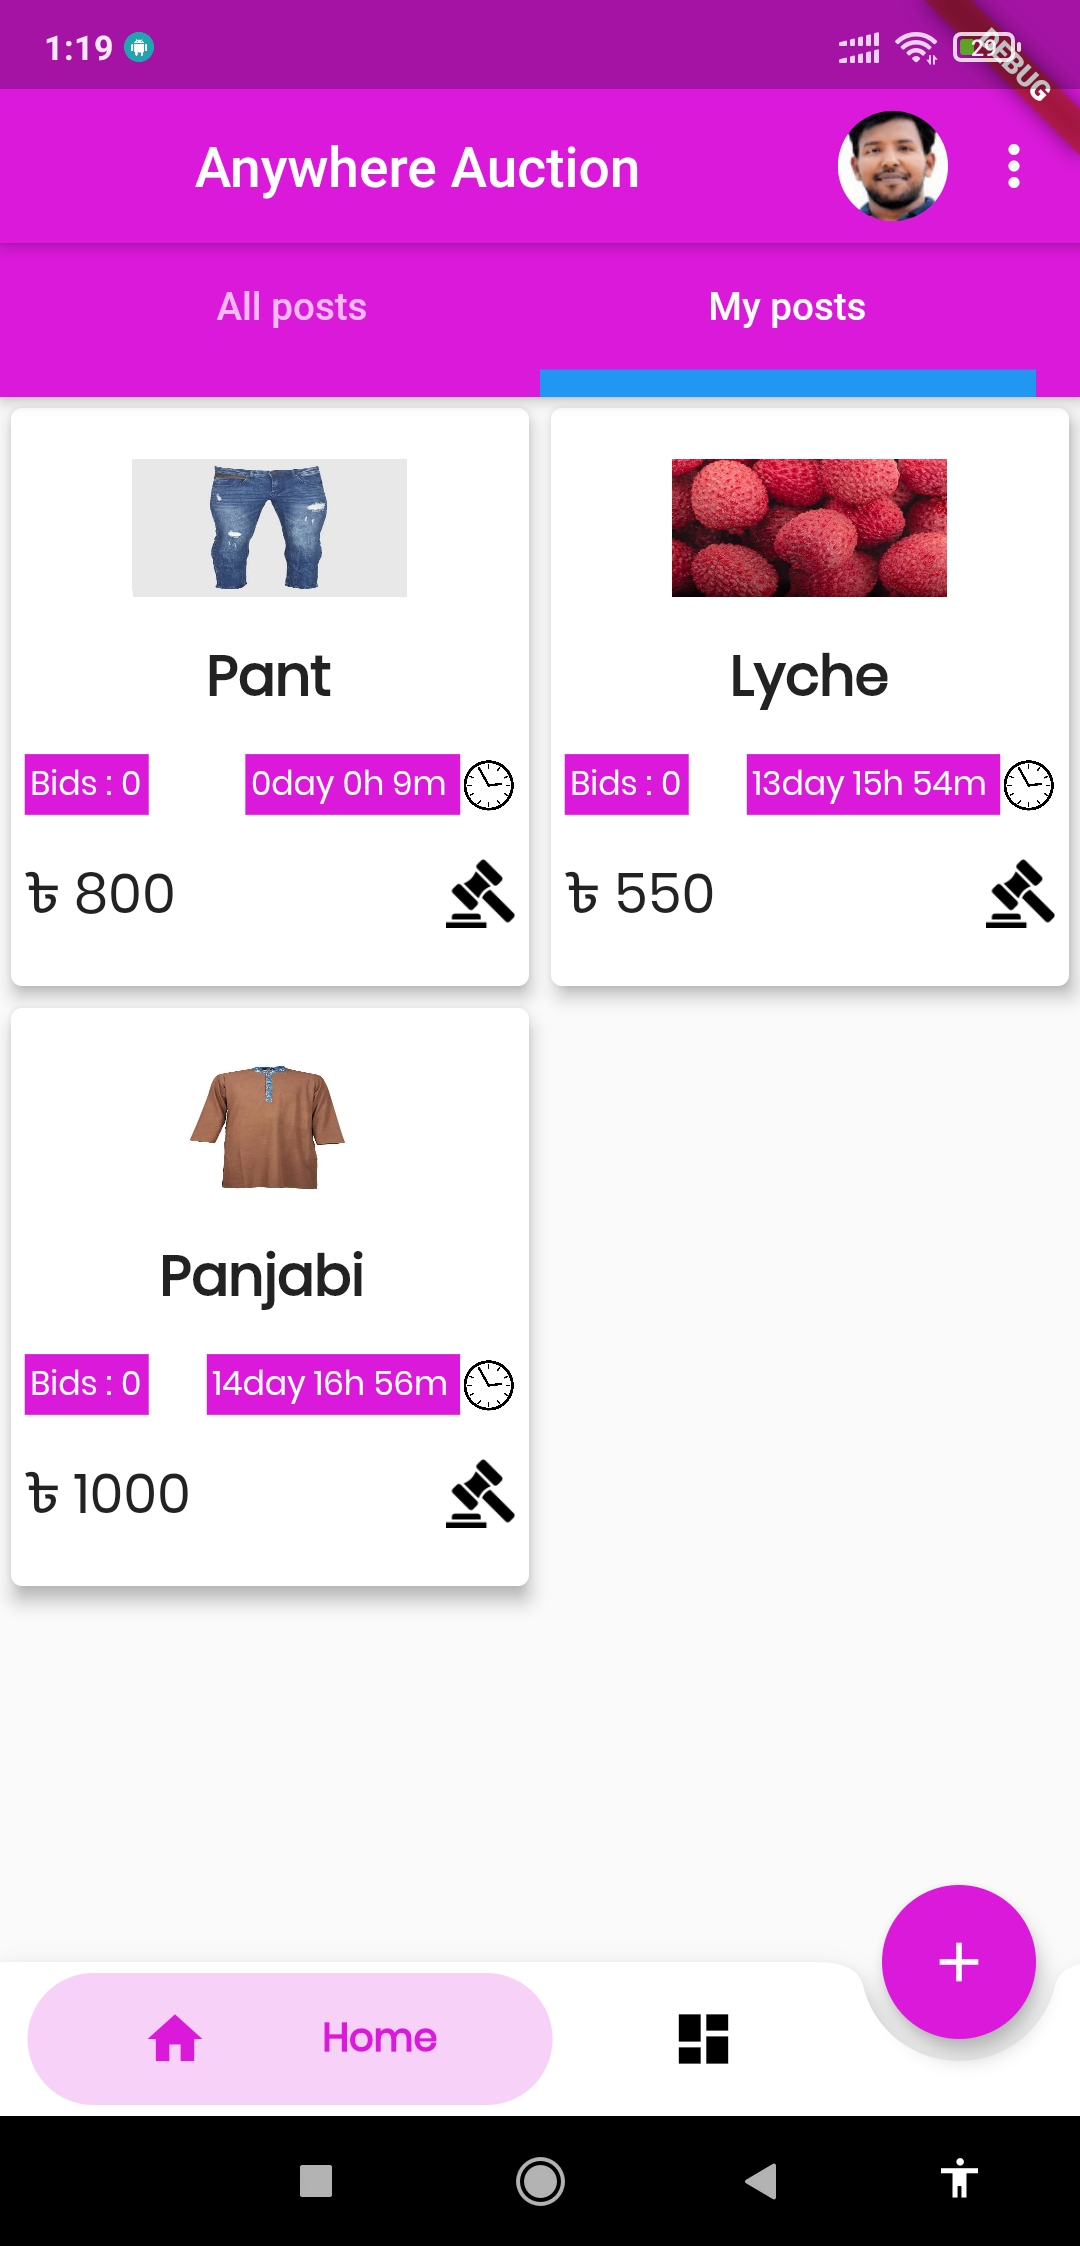 1:19
29
DEBUG
Anywhere Auction
All posts
My posts
Pant
Bids : 0
0day 0h 9m
৳ 800
Lyche
Bids : 0
13day 15h 54m
৳ 550
Panjabi
Bids : 0
14day 16h 56m
৳ 1000
Home